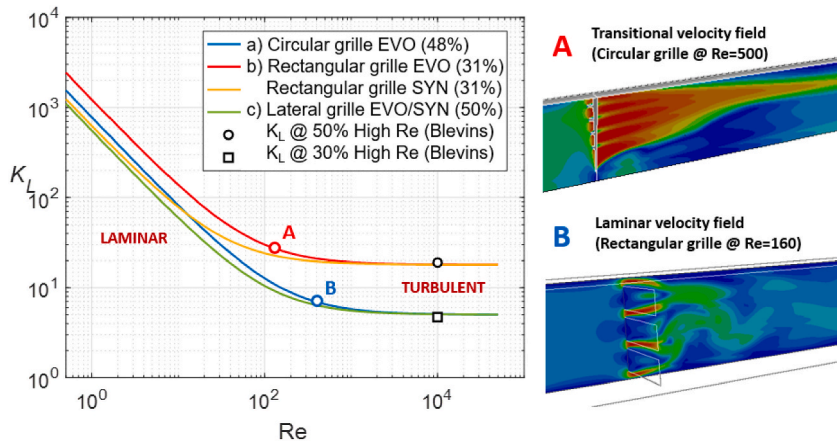 10^4
10^3
10^2
10^1
10^0
K_L
10^0
10^2
10^4
Re
a) Circular grille EVO (48%)
b) Rectangular grille EVO (31%)
Rectangular grille SYN (31%)
c) Lateral grille EVO/SYN (50%)
K_L @ 50% High Re (Blevins)
K_L @ 30% High Re (Blevins)
LAMINAR
A
B
TURBULENT
A
Transitional velocity field
(Circular grille @ Re=500)
B
Laminar velocity field
(Rectangular grille @ Re=160)